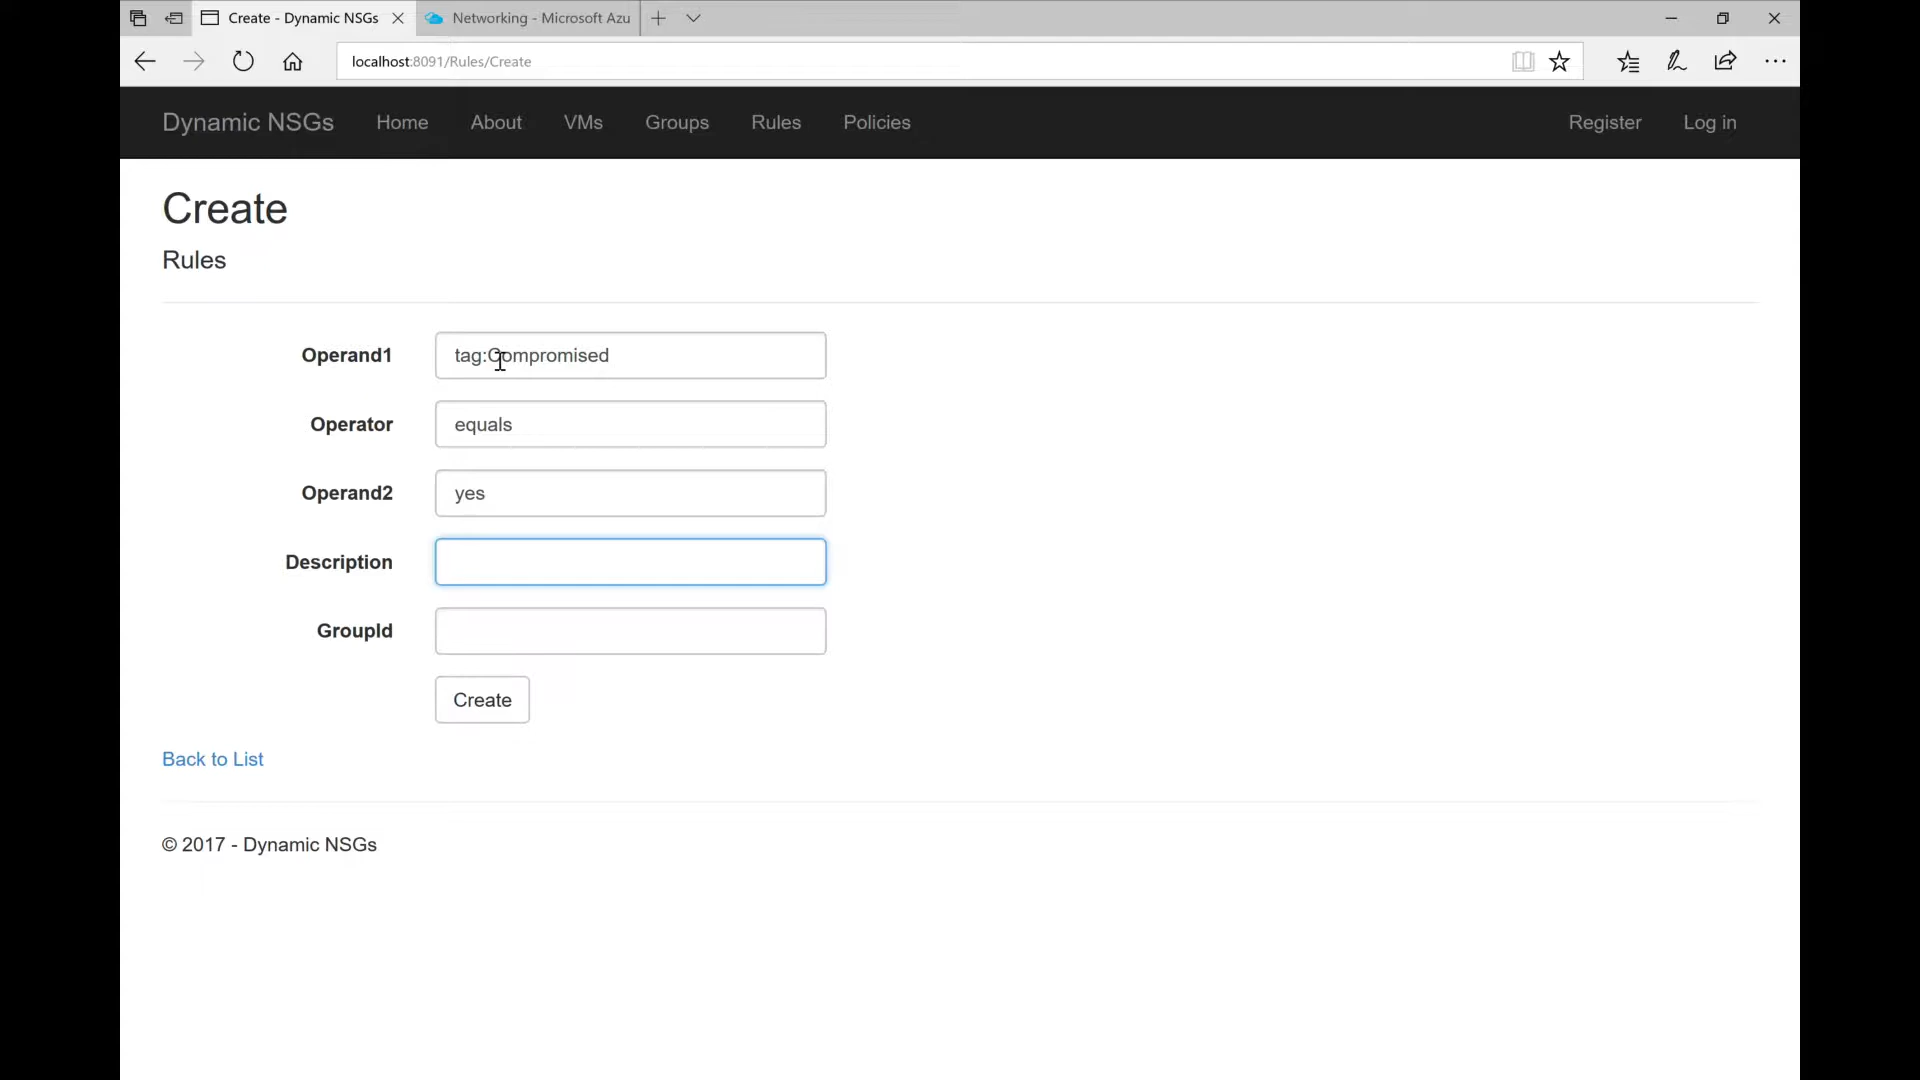 Create - Dynamic NSGs
Networking - Microsoft Azu
localhost:8091/Rules/Create
Dynamic NSGs Home About VMs Groups Rules Policies Register Log in
Create
Rules
Operand1 tag:Compromised
Operator equals
Operand2 yes
Description
GroupId
Create
Back to List
© 2017 - Dynamic NSGs